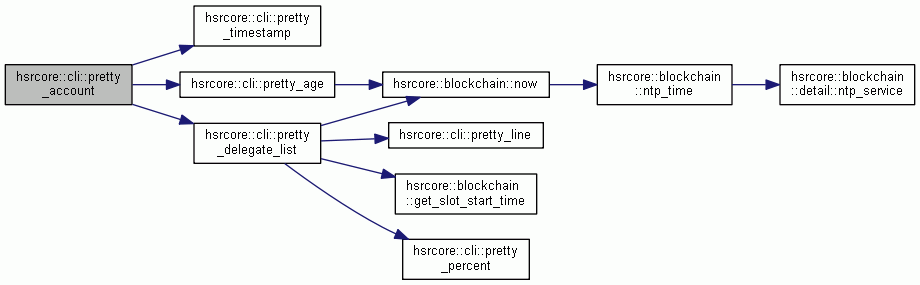 hsrcore::cli::pretty
_account
hsrcore::cli::pretty
_timestamp
hsrcore::cli::pretty_age
hsrcore::cli::pretty
_delegate_list
hsrcore::blockchain::now
hsrcore::cli::pretty_line
hsrcore::blockchain
::get_slot_start_time
hsrcore::cli::pretty
_percent
hsrcore::blockchain
::ntp_time
hsrcore::blockchain
::detail::ntp_service